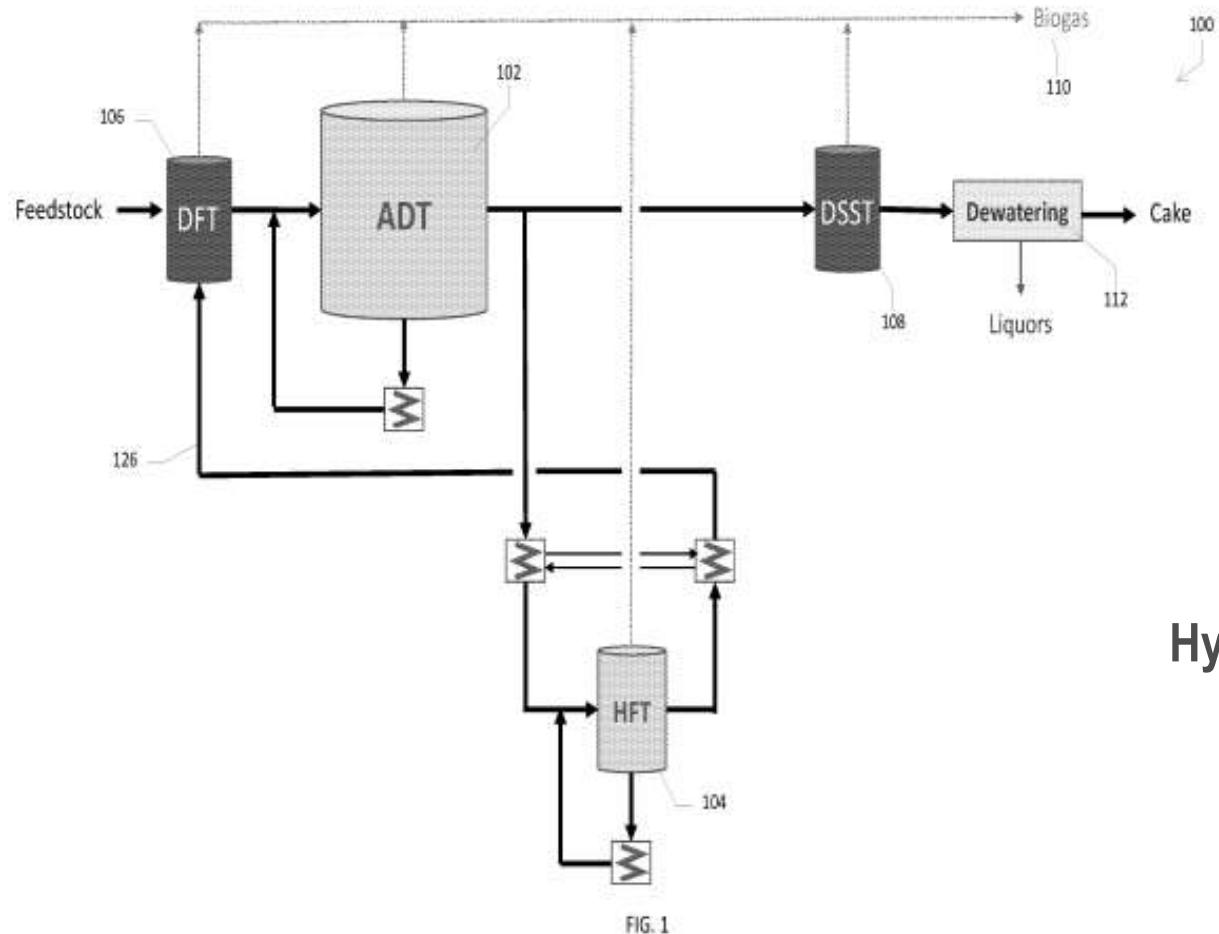 Biogas
100
102
110
106
Feedstock
DFT
ADT
DSST
Dewatering
Cake
108
112
Liquors
126
Hy
HFT
104
FIG. 1